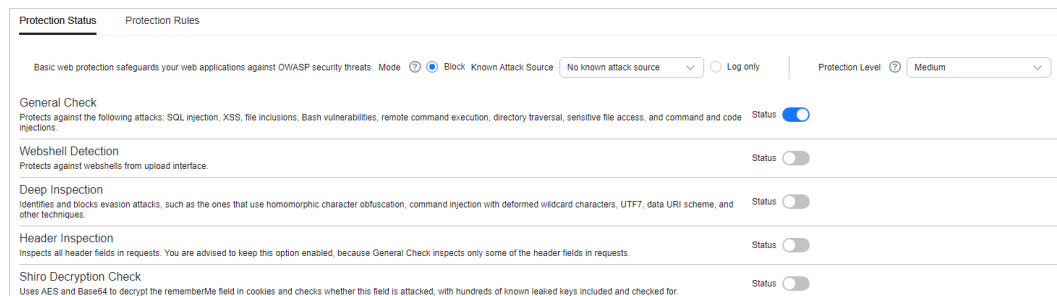 Protection Status Protection Rules
Basic web protection safeguards your web applications against OWASP security threats. Mode ? Block Known Attack Source No known attack source Log only Protection Level ? Medium
General Check
Protects against the following attacks: SQL injection, XSS, file inclusions, Bash vulnerabilities, remote command execution, directory traversal, sensitive file access, and command and code Status
injections.
Webshell Detection
Protects against webshells from upload interface. Status
Deep Inspection
Identifies and blocks evasion attacks, such as the ones that use homomorphic character obfuscation, command injection with deformed wildcard characters, UTF7, data URI scheme, and Status
other techniques.
Header Inspection
Inspects all header fields in requests. You are advised to keep this option enabled, because General Check inspects only some of the header fields in requests. Status
Shiro Decryption Check
Uses AES and Base64 to decrypt the rememberMe field in cookies and checks whether this field is attacked, with hundreds of known leaked keys included and checked for. Status